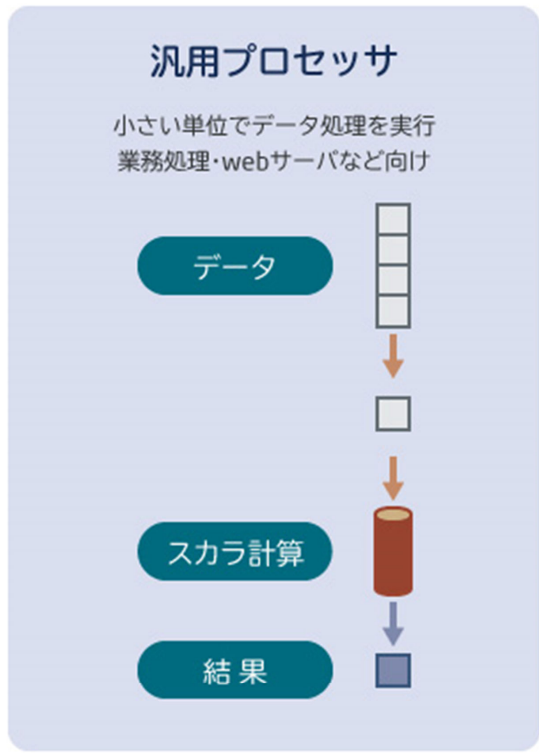 汎用プロセッサ
小さい単位でデータ処理を実行
業務処理・webサーバなど向け
データ
スカラ計算
結果